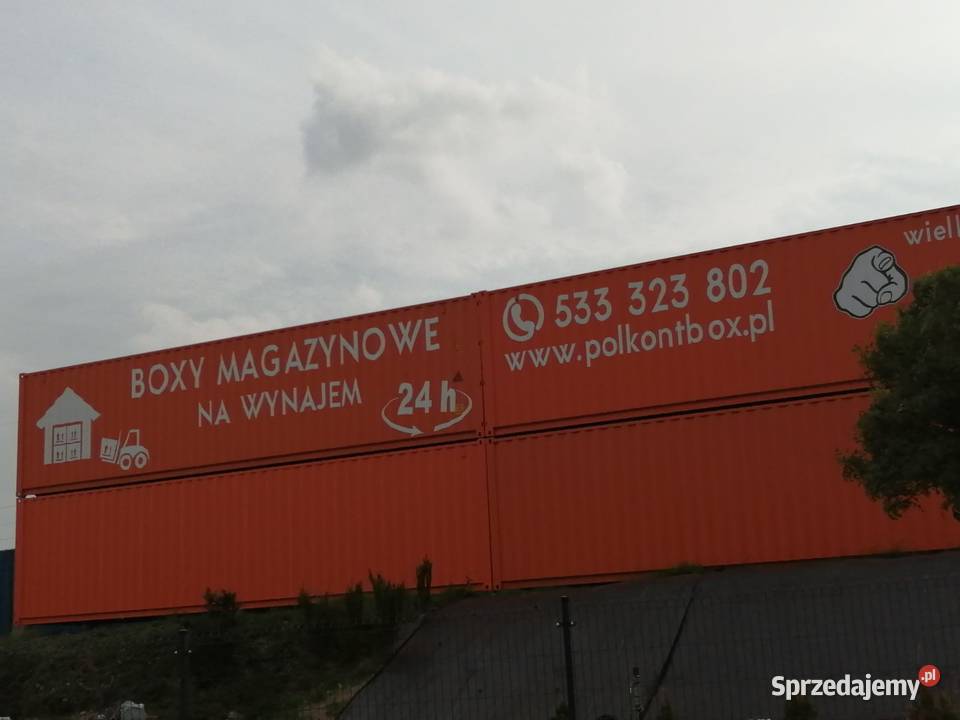 BOXY MAGAZYNOWE
NA WYNAJEM
24 h
533 323 802
www.polkontbox.pl
Sprzedajemy.pl